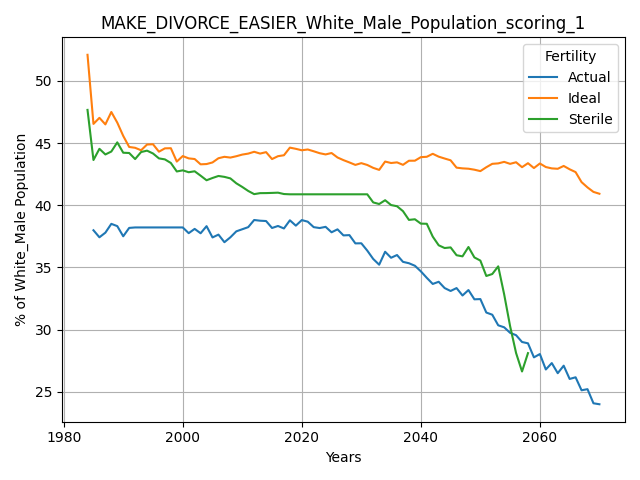 MAKE_DIVORCE_EASIER_White_Male_Population_scoring_1
Fertility
Actual
Ideal
Sterile
% of White_Male Population
50
45
40
35
30
25
1980
2000
2020
2040
2060
Years